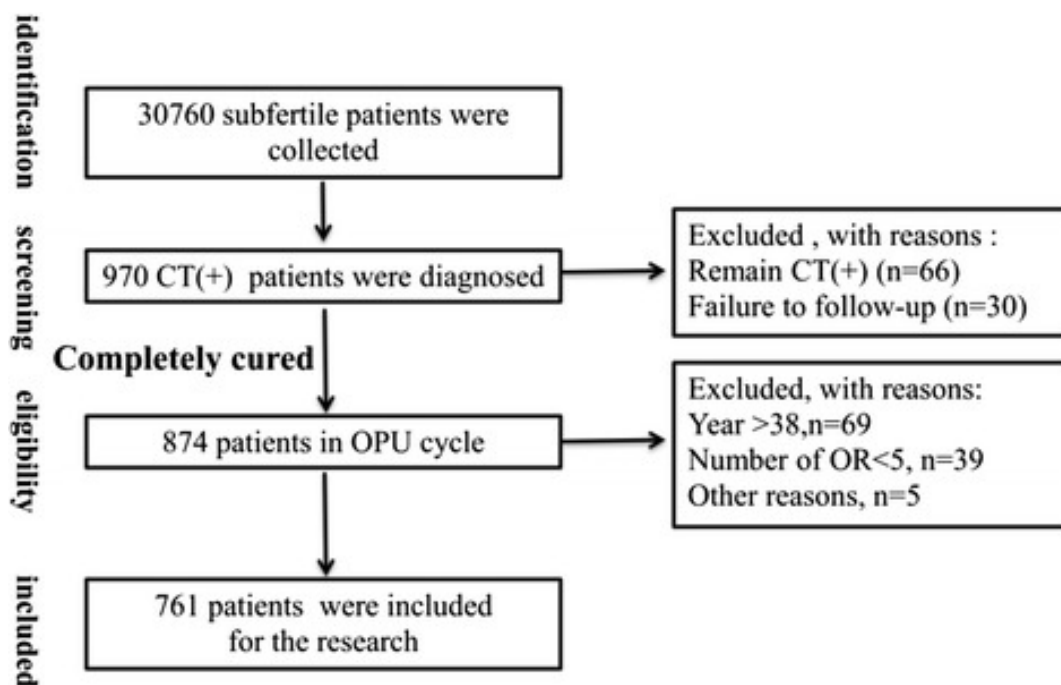 identification
30760 subfertile patients were
collected
screening
970 CT(+) patients were diagnosed
Excluded , with reasons :
Remain CT(+) (n=66)
Failure to follow-up (n=30)
Completely cured
eligibility
874 patients in OPU cycle
Excluded, with reasons:
Year >38,n=69
Number of OR<5, n=39
Other reasons, n=5
included
761 patients were included
for the research